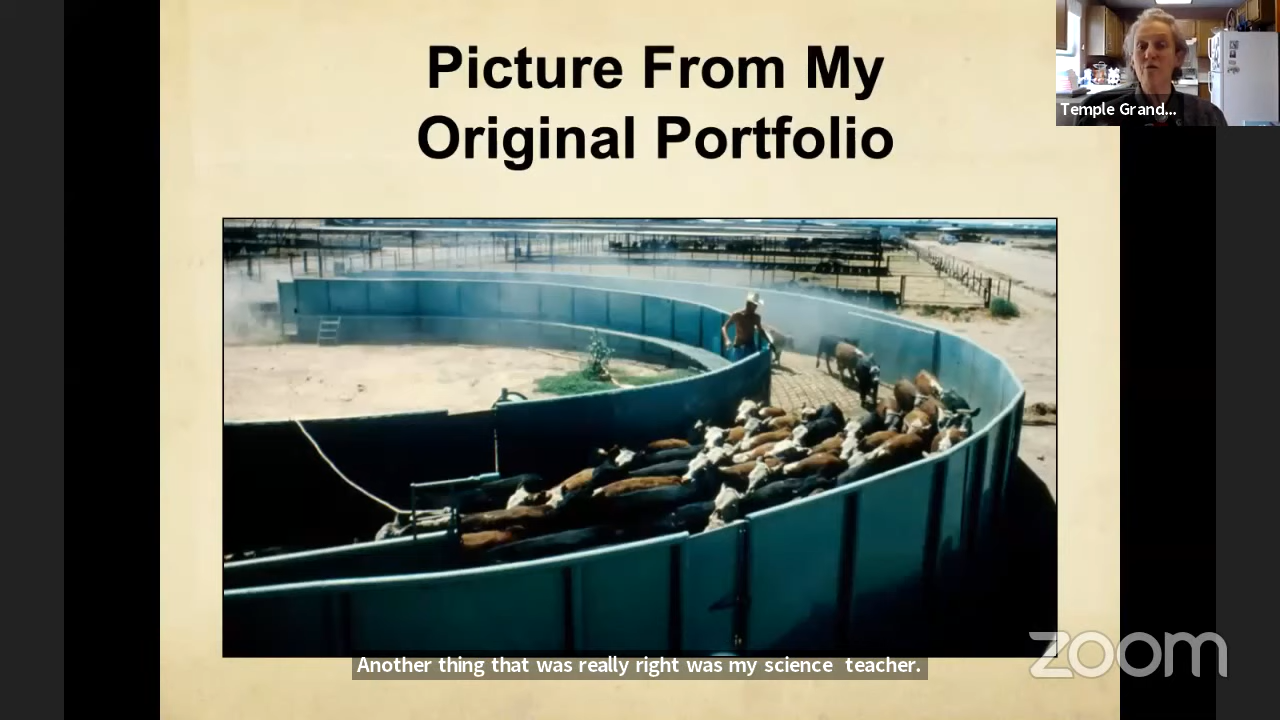 Picture From My
Original Portfolio
Temple Grand...
Another thing that was really right was my science teacher.
zoom